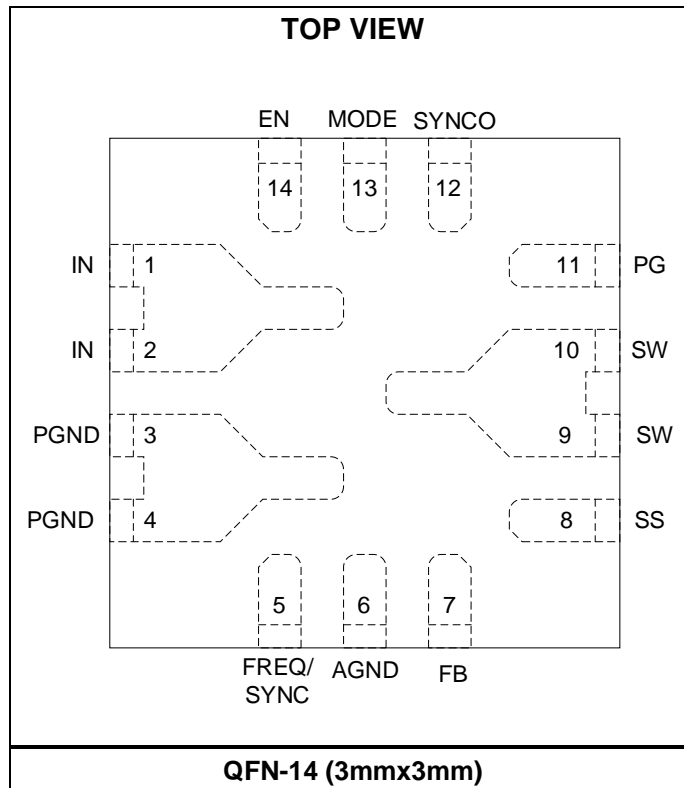 TOP VIEW
EN MODE SYNCO
14 13 12
IN 1 11 PG
IN 2 10 SW
PGND 3 9 SW
PGND 4 8 SS
5 6 7
FREQ/
SYNC AGND FB
QFN-14 (3mmx3mm)